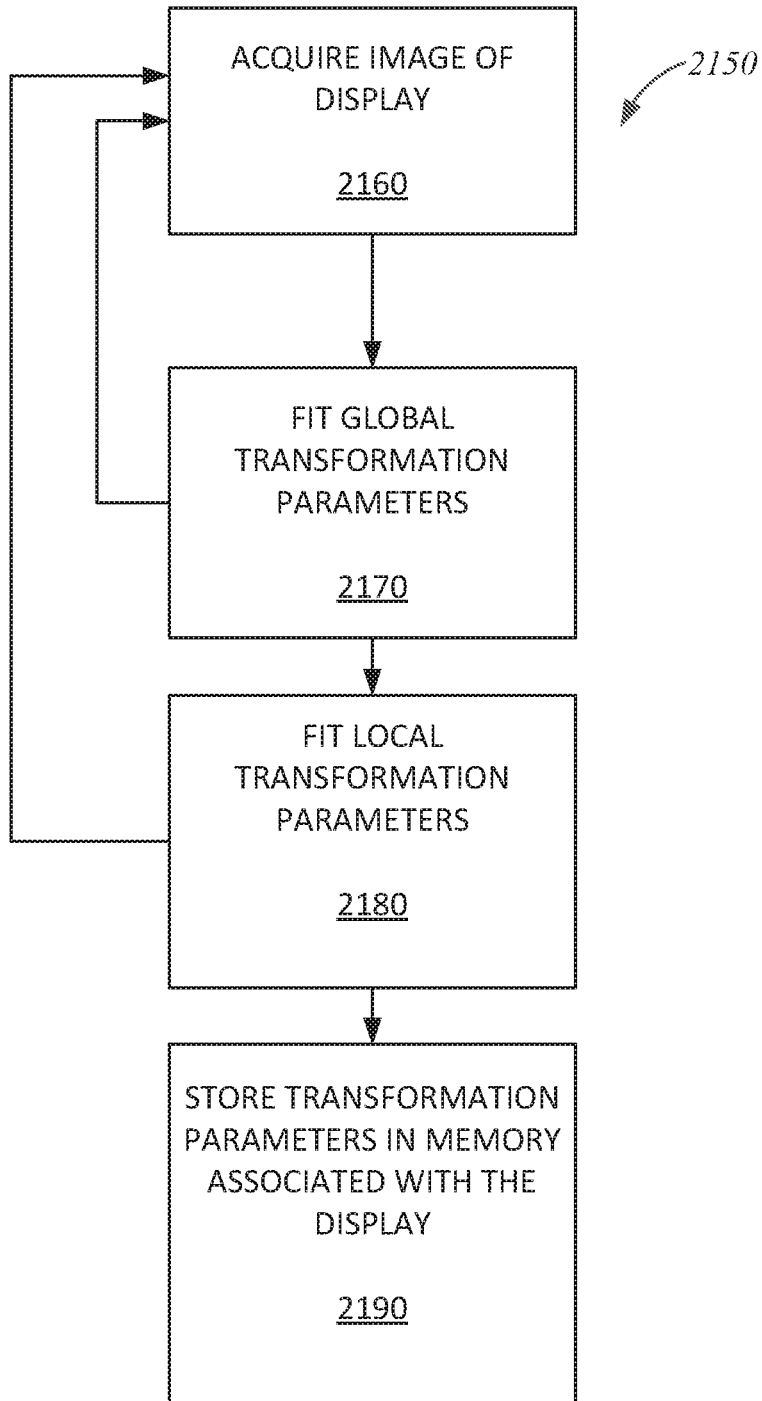 ACQUIRE IMAGE OF
DISPLAY
2160
2150
FIT GLOBAL
TRANSFORMATION
PARAMETERS
2170
FIT LOCAL
TRANSFORMATION
PARAMETERS
2180
STORE TRANSFORMATION
PARAMETERS IN MEMORY
ASSOCIATED WITH THE
DISPLAY
2190